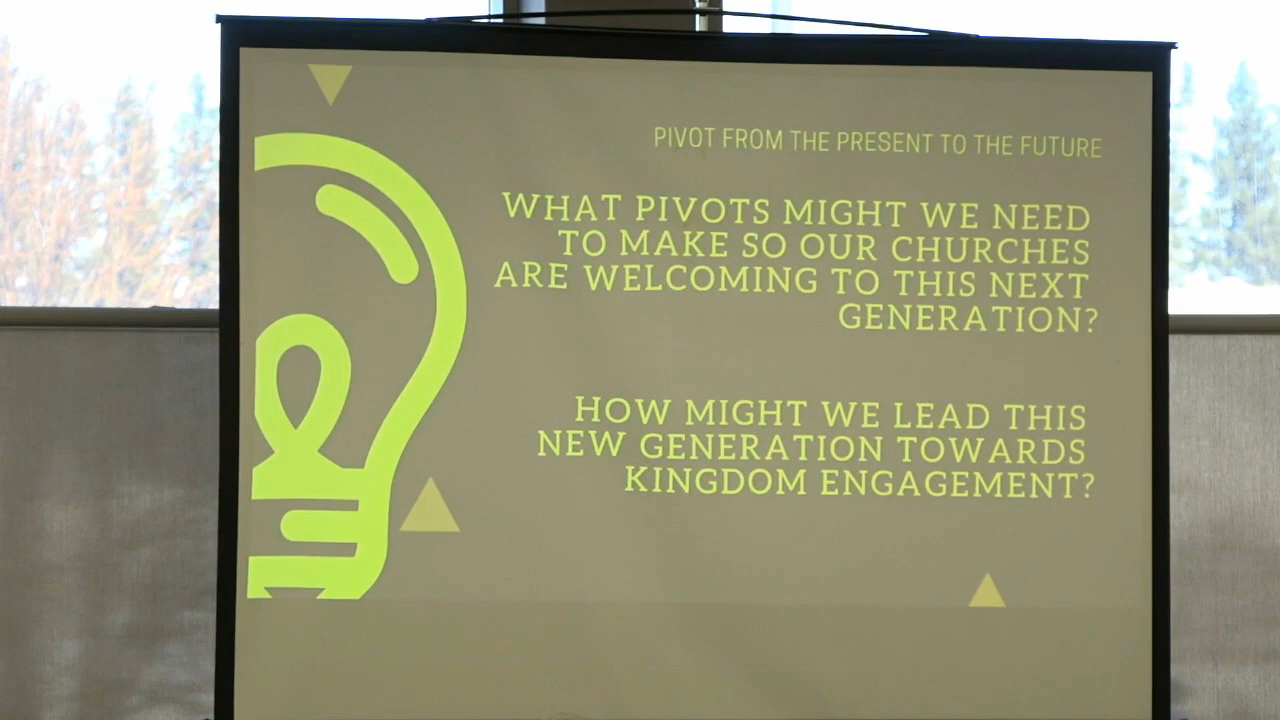 PIVOT FROM THE PRESENT TO THE FUTURE
WHAT PIVOTS MIGHT WE NEED
TO MAKE SO OUR CHURCHES
ARE WELCOMING TO THIS NEXT
GENERATION?
HOW MIGHT WE LEAD THIS
NEW GENERATION TOWARDS
KINGDOM ENGAGEMENT?